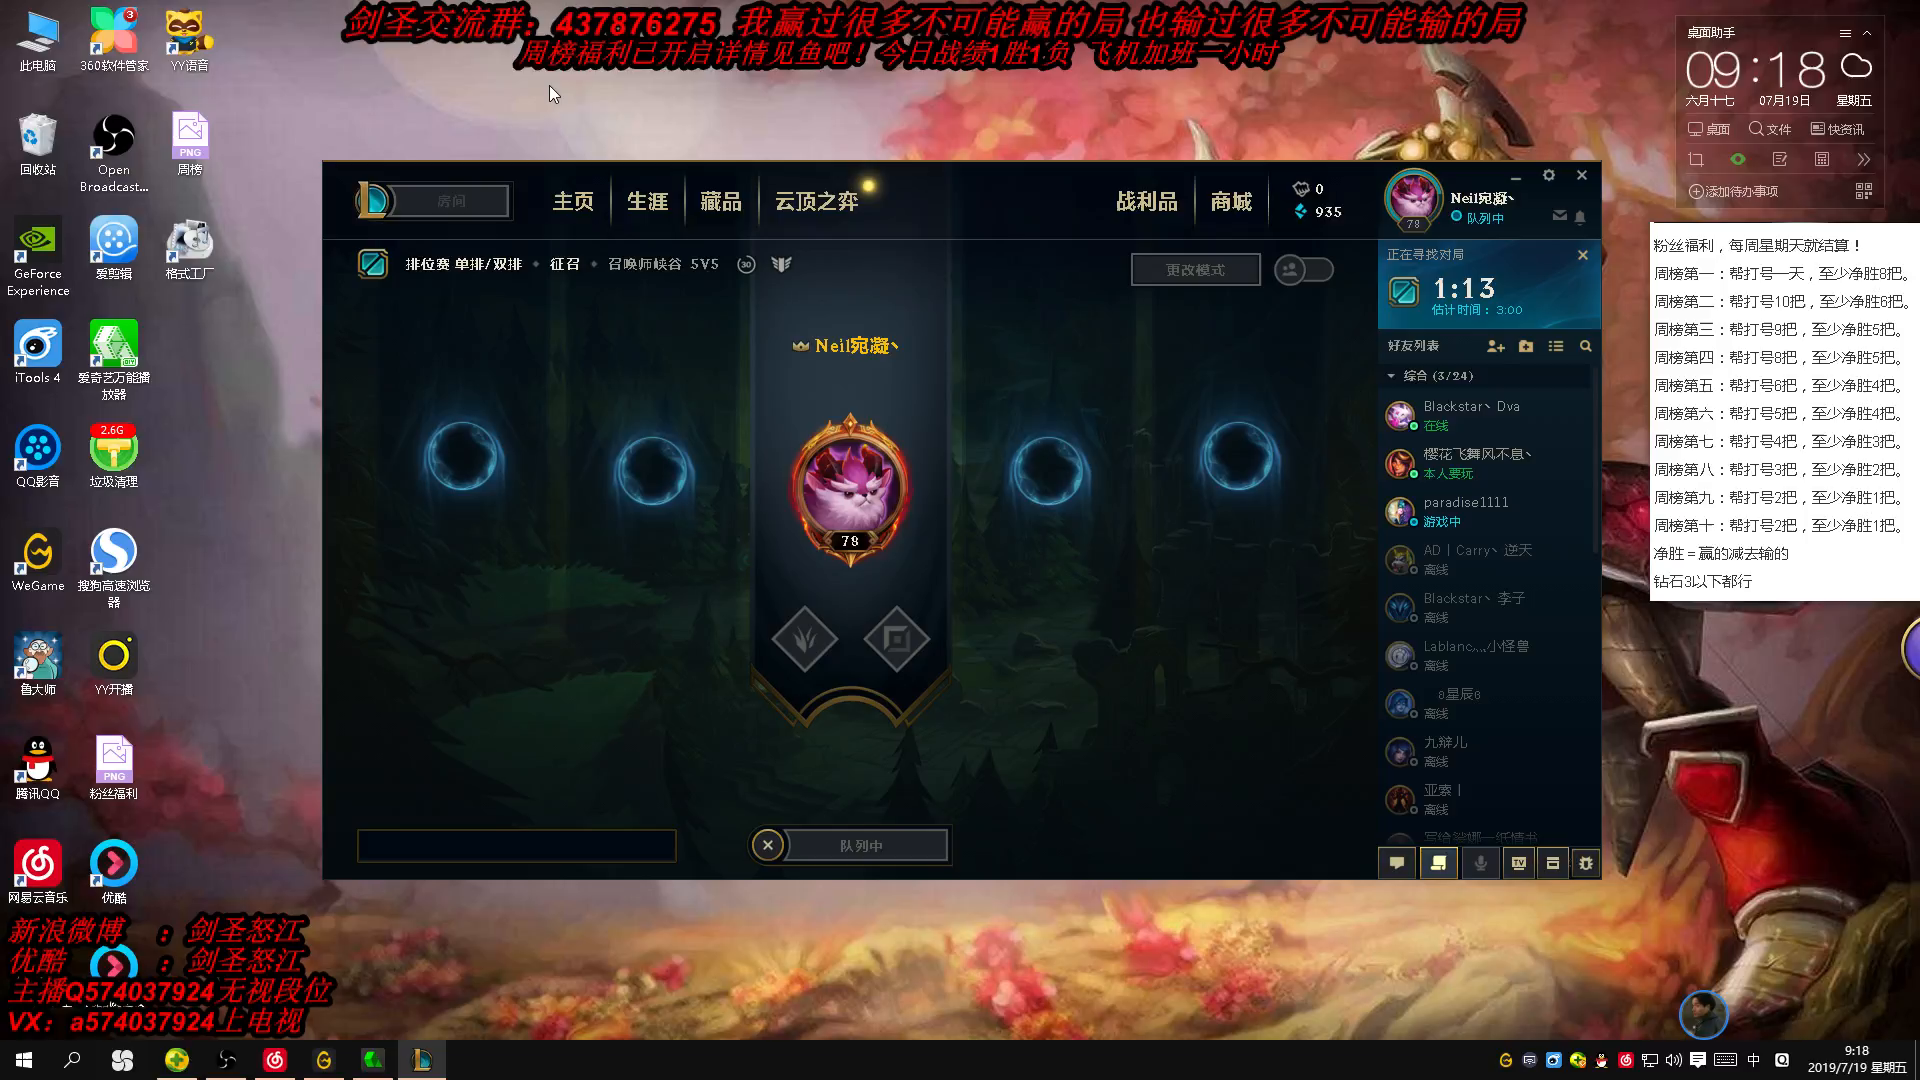 剑圣交流群：437876275 我赢过很多不可能赢的局 也输过很多不可能输的局
周榜福利已开启详情见鱼吧！今日战绩1胜1负 飞机加班一小时
此电脑
360软件管家
3
YY语音
回收站
Open Broadcast...
PNG
周榜
GeForce Experience
爱剪辑
格式工厂
iTools 4
爱奇艺万能播放器
QQ影音
2.6G
垃圾清理
WeGame
搜狗高速浏览器
鲁大师
YY开播
腾讯QQ
PNG
粉丝福利
网易云音乐
优酷
新浪微博 ：剑圣怒江
优酷 ：剑圣怒江
主播Q574037924无视段位
VX：a574037924上电视
房间
主页
生涯
藏品
云顶之弈
战利品
商城
0
935
排位赛 单排/双排
征召
召唤师峡谷 5V5
30
更改模式
Neil宛凝丶
78
队列中
Neil宛凝丶
队列中
78
正在寻找对局
1:13
估计时间：3:00
好友列表
综合 (3/24)
Blackstar丶 Dva
在线
樱花飞舞风不息丶
本人要玩
paradise1111
游戏中
AD丨Carry丶逆天
离线
Blackstar丶 李子
离线
Lablanc灬小怪兽
离线
8星辰8
离线
九辩儿
离线
亚索丨
离线
桌面助手
09:18
六月十七
07月19日
星期五
桌面
文件
快资讯
添加待办事项
粉丝福利，每周星期天就结算！
周榜第一：帮打号一天，至少净胜8把。
周榜第二：帮打号10把，至少净胜6把。
周榜第三：帮打号9把，至少净胜5把。
周榜第四：帮打号8把，至少净胜5把。
周榜第五：帮打号6把，至少净胜4把。
周榜第六：帮打号5把，至少净胜4把。
周榜第七：帮打号4把，至少净胜3把。
周榜第八：帮打号3把，至少净胜2把。
周榜第九：帮打号2把，至少净胜1把。
周榜第十：帮打号2把，至少净胜1把。
净胜＝赢的减去输的
钻石3以下都行
中
9:18
2019/7/19 星期五